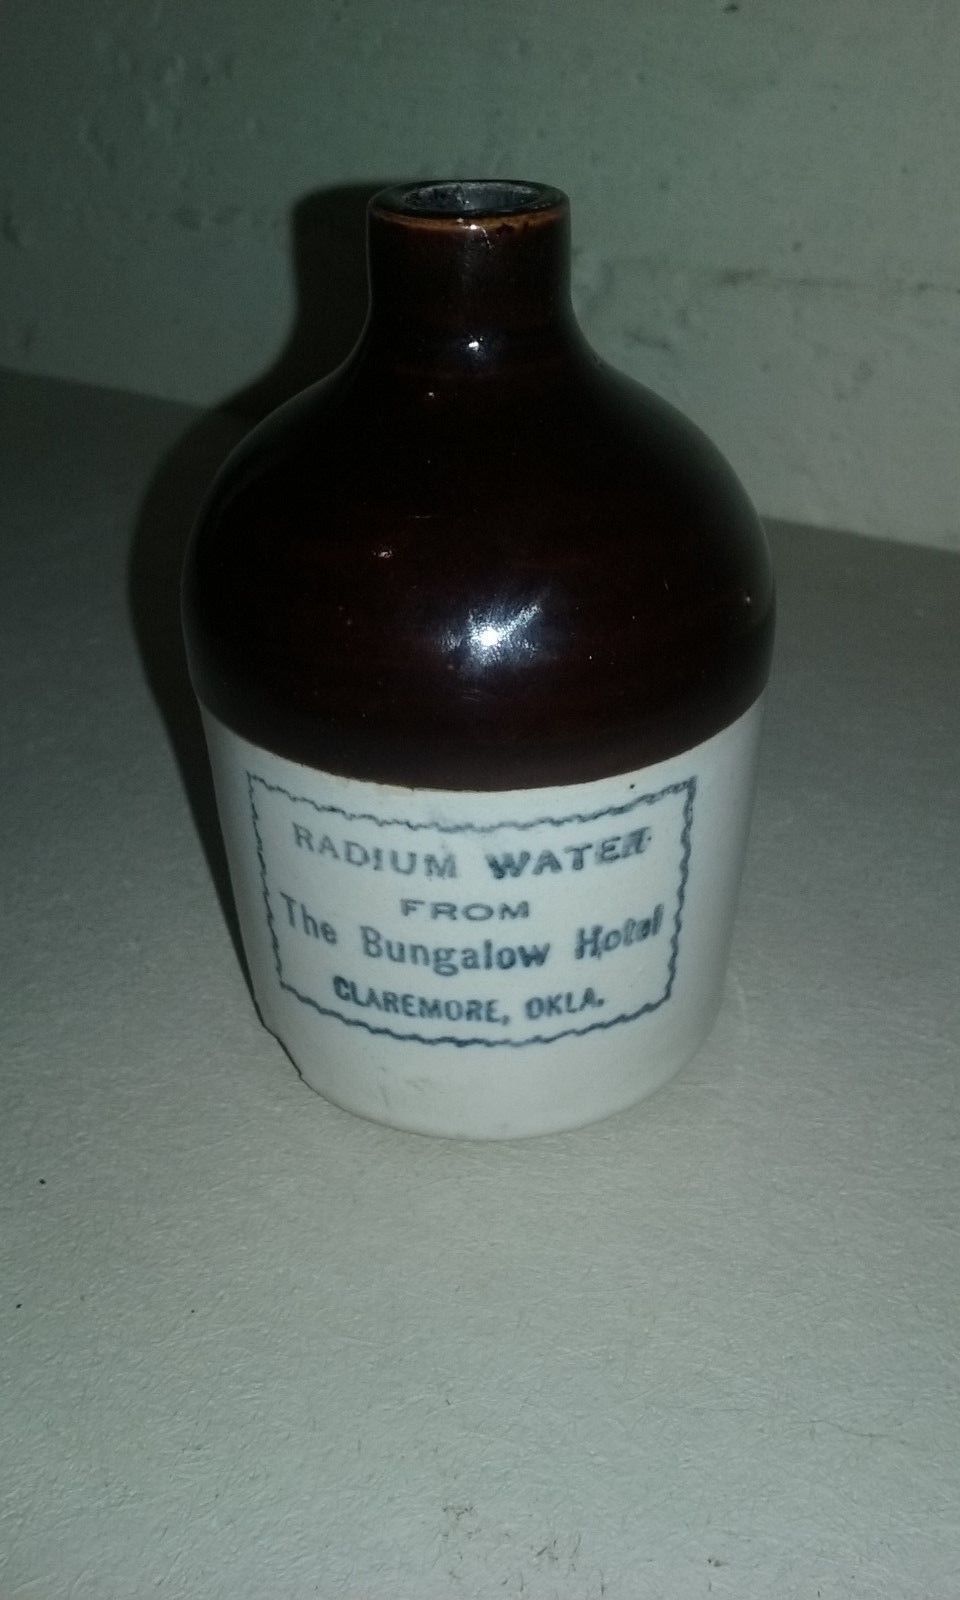 RADIUM WATER
FROM
The Bungalow Hotel
CLAREMORE, OKLA.